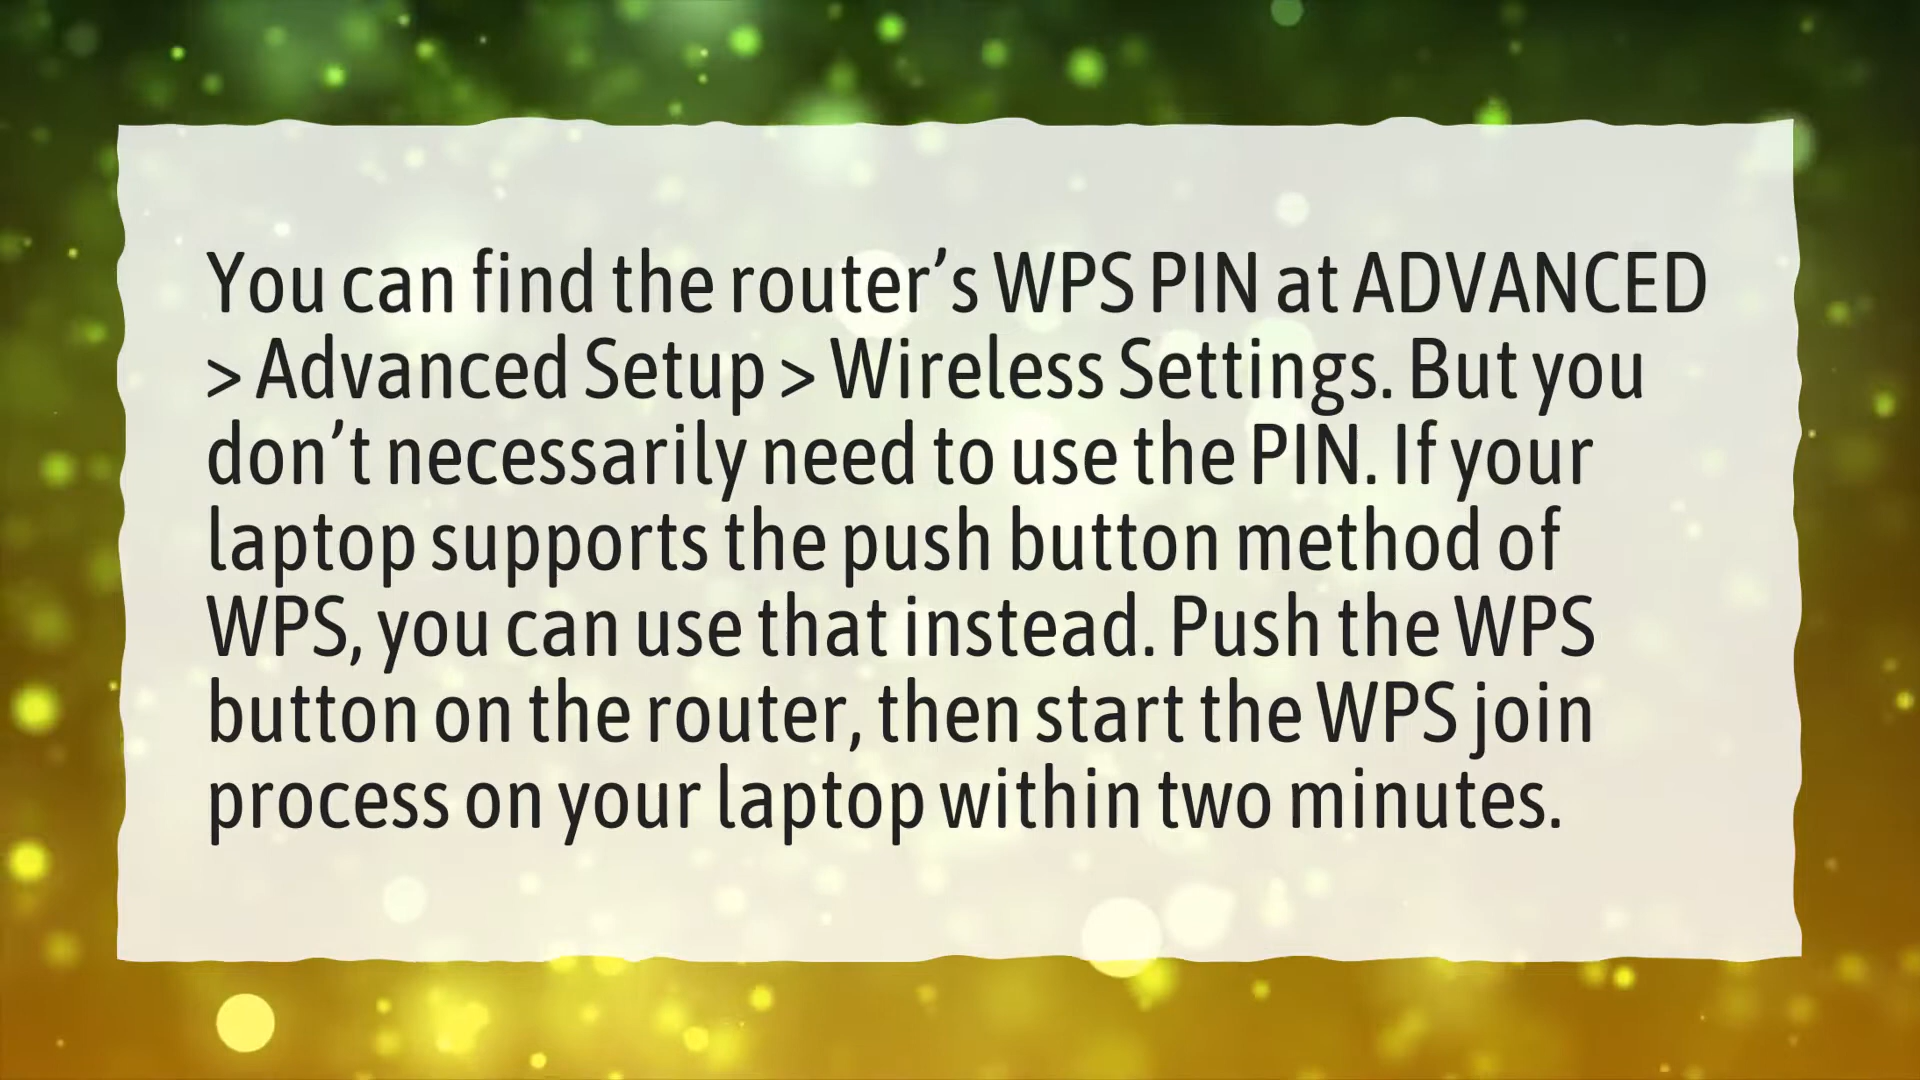 You can find the router’s WPS PIN at ADVANCED
> Advanced Setup > Wireless Settings. But you
don’t necessarily need to use the PIN. If your
laptop supports the push button method of
WPS, you can use that instead. Push the WPS
button on the router, then start the WPS join
process on your laptop within two minutes.